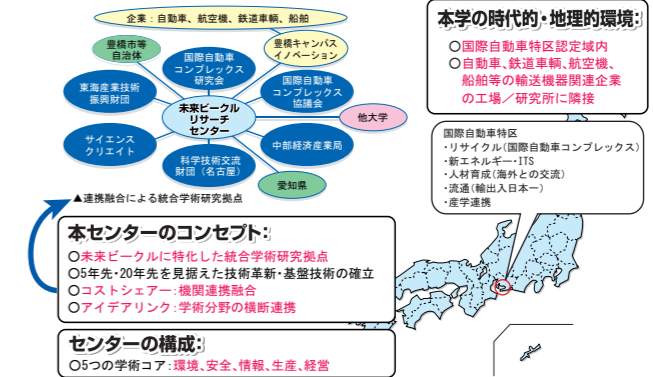 企業：自動車、航空機、鉄道車輌、船舶
豊橋市等
自治体
国際自動車
コンプレックス
研究会
豊橋キャンパス
イノベーション
東海産業技術
振興財団
国際自動車
コンプレックス
協議会
未来ビークル
リサーチ
センター
他大学
サイエンス
クリエイト
中部経済産業局
科学技術交流
財団（名古屋）
愛知県
▲連携融合による統合学術研究拠点
本センターのコンセプト：
○未来ビークルに特化した統合学術研究拠点
○5年先・20年先を見据えた技術革新・基盤技術の確立
○コストシェアー：機関連携融合
○アイデアリンク：学術分野の横断連携
センターの構成：
○5つの学術コア：環境、安全、情報、生産、経営
本学の時代的・地理的環境：
○国際自動車特区認定域内
○自動車、鉄道車輌、航空機、
船舶等の輸送機器関連企業
の工場／研究所に隣接
国際自動車特区
・リサイクル（国際自動車コンプレックス）
・新エネルギー・ITS
・人材育成（海外との交流）
・流通（輸出入日本一）
・産学連携